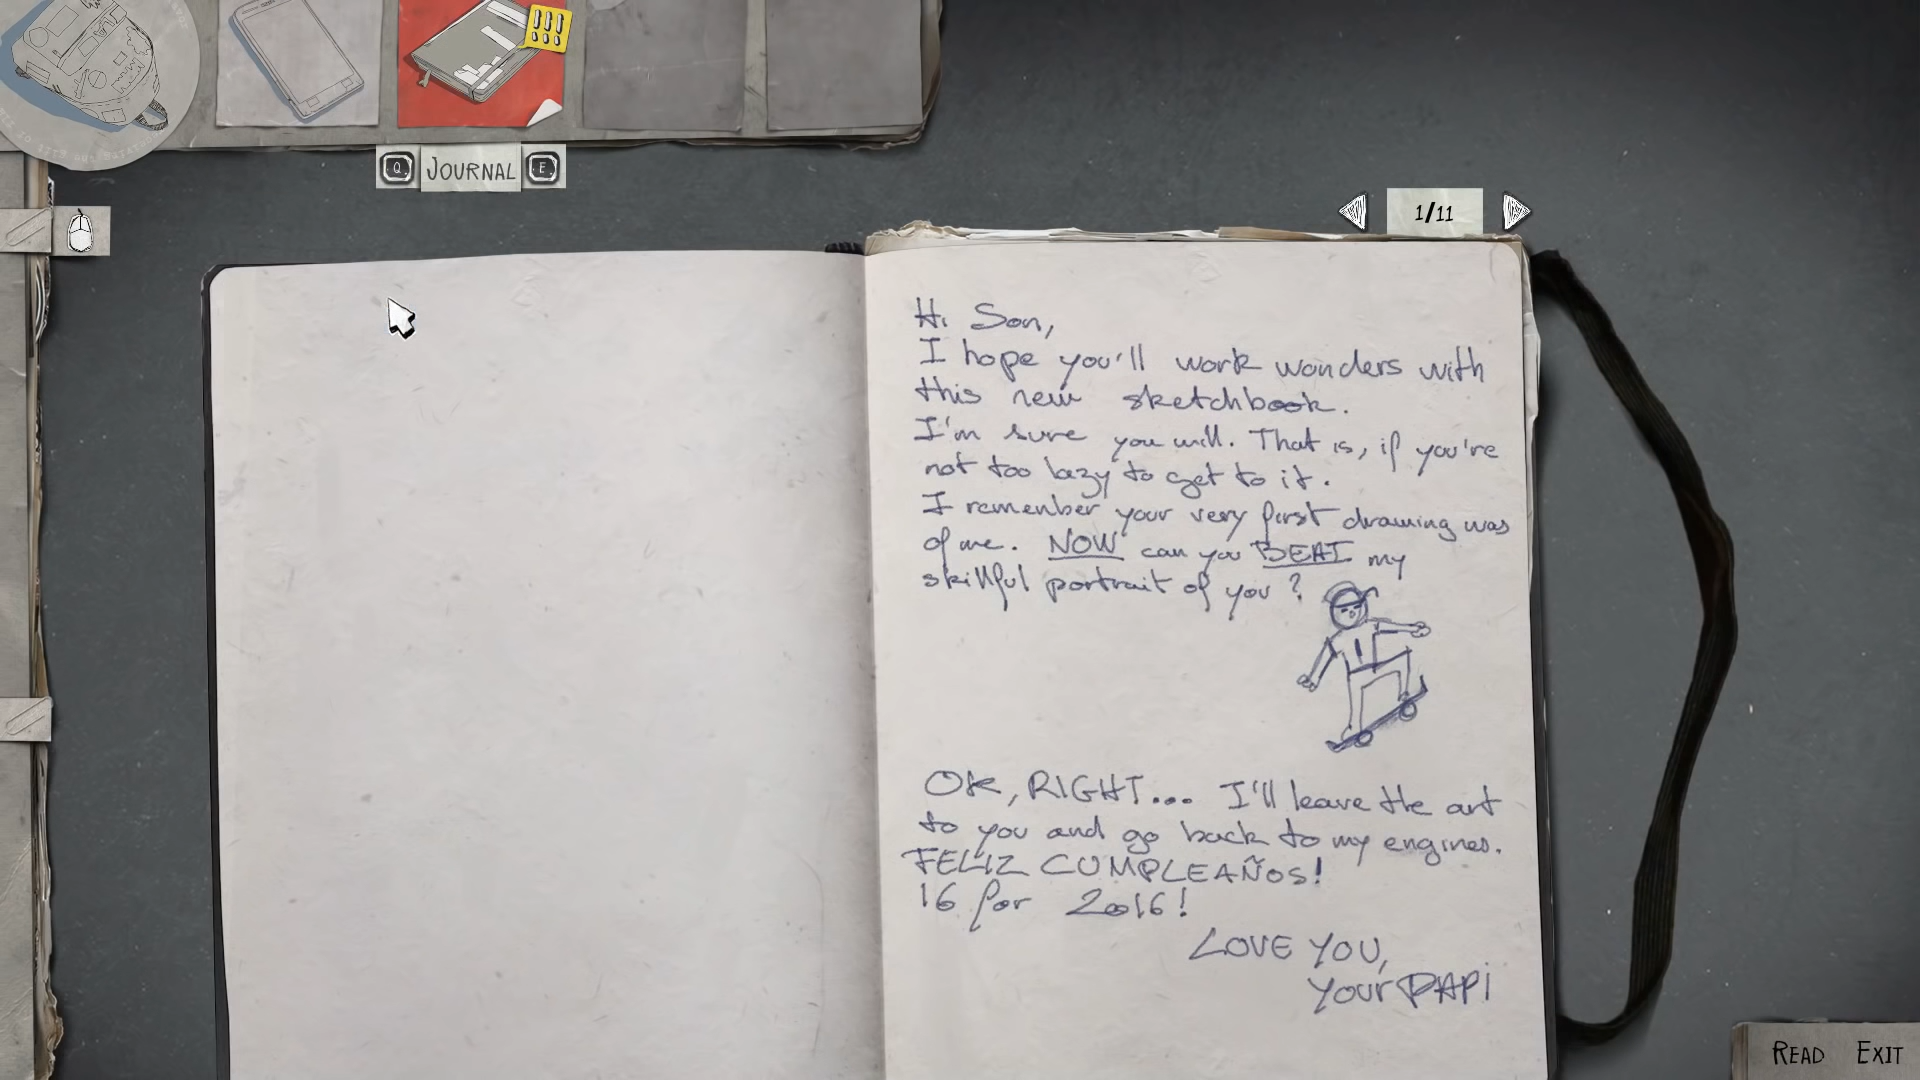 Q
JOURNAL
E
1/11
Hi Son,
I hope you'll work wonders with
this new sketchbook.
I'm sure you will. That is, if you're
not too lazy to get to it.
I remember your very first drawing was
of me. NOW can you BEAT my
skillful portrait of you?
OK, RIGHT... I'll leave the art
to you and go back to my engines.
FELIZ CUMPLEAÑOS!
16 for 2016!
LOVE YOU,
Your PAPI
READ EXIT